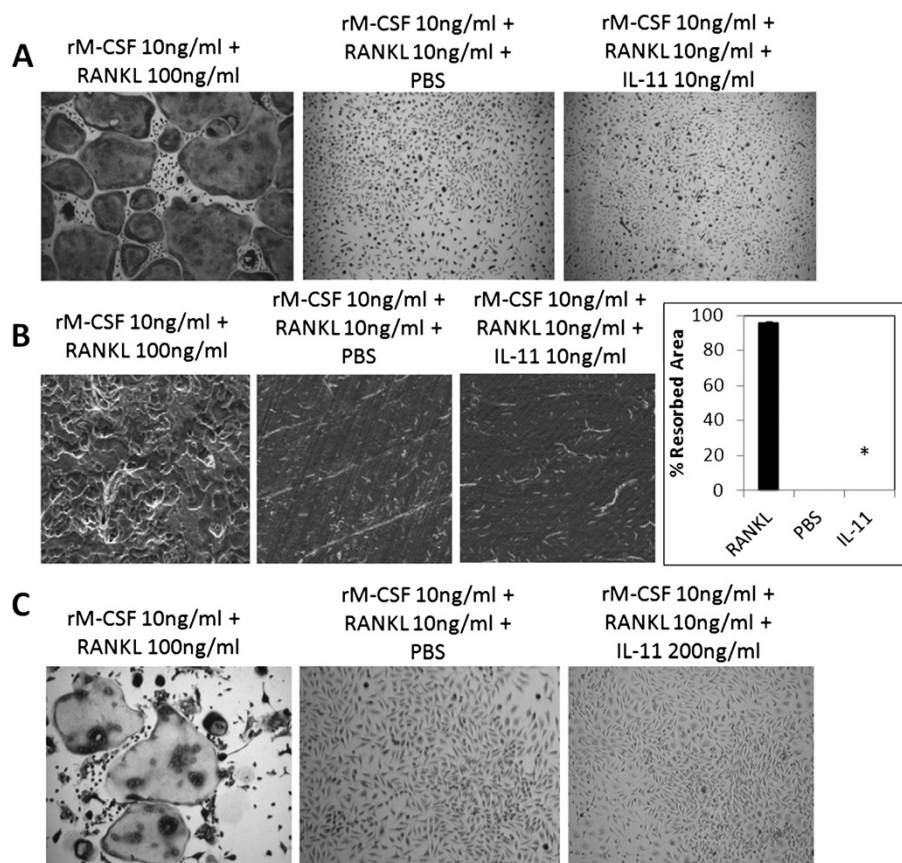 A
rM-CSF 10ng/ml +
RANKL 100ng/ml
rM-CSF 10ng/ml +
RANKL 10ng/ml +
PBS
rM-CSF 10ng/ml +
RANKL 10ng/ml +
IL-11 10ng/ml
B
rM-CSF 10ng/ml +
RANKL 100ng/ml
rM-CSF 10ng/ml +
RANKL 10ng/ml +
PBS
rM-CSF 10ng/ml +
RANKL 10ng/ml +
IL-11 10ng/ml
% Resorbed Area
100
80
60
40
20
0
*
RANKL
PBS
IL-11
C
rM-CSF 10ng/ml +
RANKL 100ng/ml
rM-CSF 10ng/ml +
RANKL 10ng/ml +
PBS
rM-CSF 10ng/ml +
RANKL 10ng/ml +
IL-11 200ng/ml